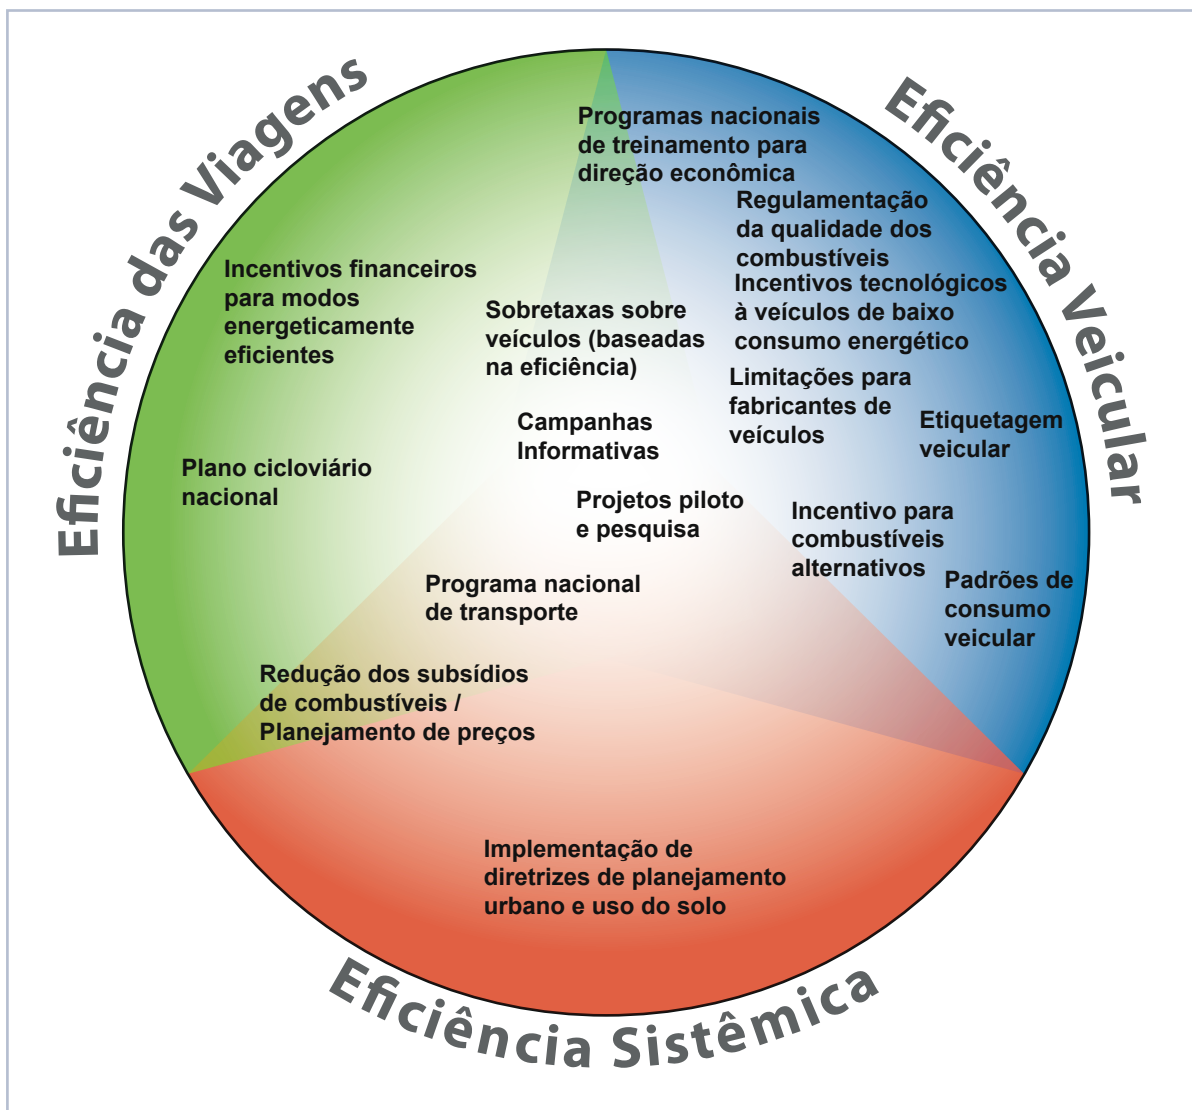 Eficiência das Viagens
Eficiência Veicular
Programas nacionais
de treinamento para
direção econômica
Regulamentação
da qualidade dos
combustíveis
Incentivos tecnológicos
à veículos de baixo
consumo energético
Incentivos financeiros
para modos
energeticamente
eficientes
Sobretaxas sobre
veículos (baseadas
na eficiência)
Limitações para
fabricantes de
veículos
Etiquetagem
veicular
Campanhas
Informativas
Plano cicloviário
nacional
Projetos piloto
e pesquisa
Incentivo para
combustíveis
alternativos
Padrões de
consumo
veicular
Programa nacional
de transporte
Redução dos subsídios
de combustíveis /
Planejamento de preços
Implementação de
diretrizes de planejamento
urbano e uso do solo
Eficiência Sistêmica